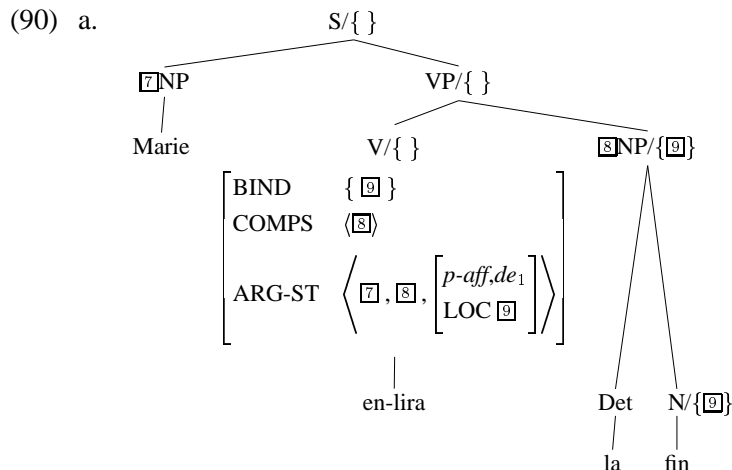 (90) a. S/{ }
7NP VP/{ }
Marie V/{ } 8NP/{9}
BIND { 9 }
COMPS ⟨8⟩
ARG-ST ⟨7, 8, [p-aff,de1
LOC 9]⟩
en-lira Det N/{9}
la fin